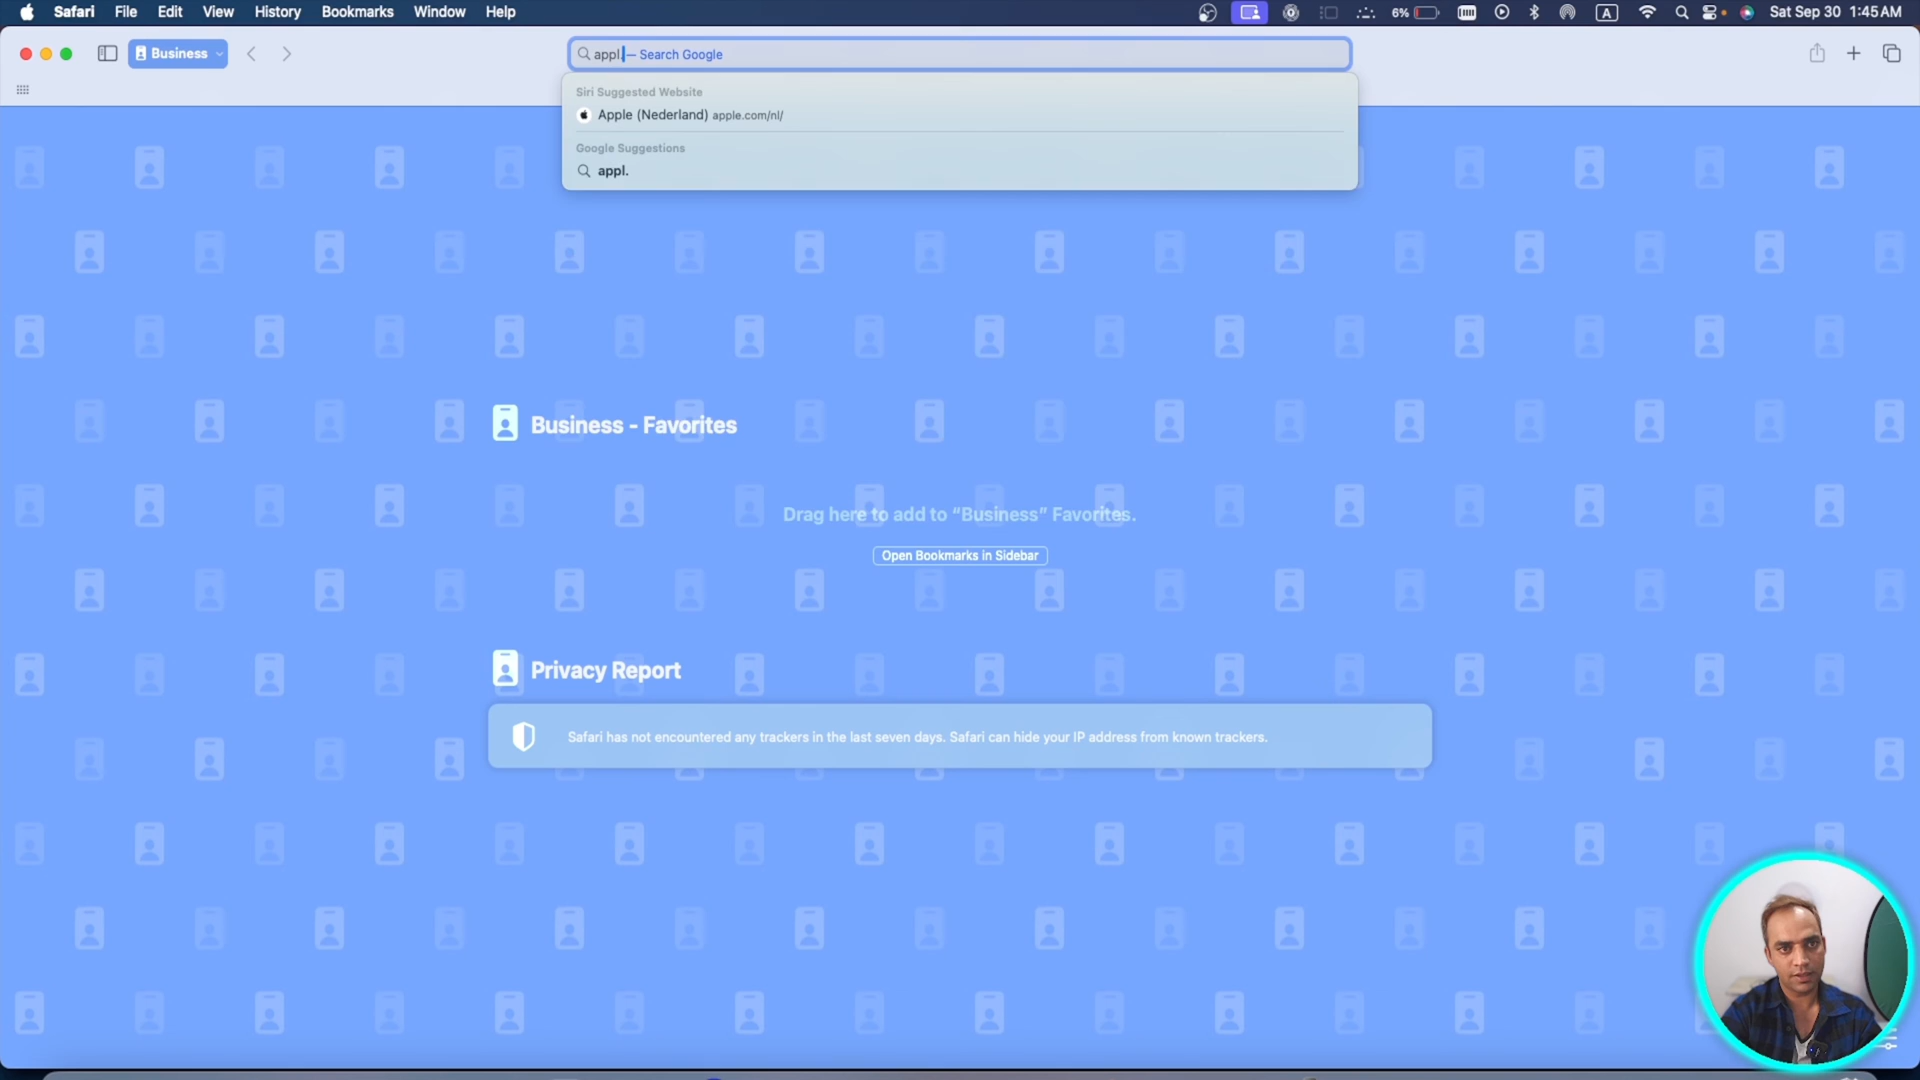 Safari File Edit View History Bookmarks Window Help 6% A Sat Sep 30 1:45 AM
Business
appl. — Search Google
Siri Suggested Website
Apple (Nederland) apple.com/nl/
Google Suggestions
appl.
Business - Favorites
Drag here to add to “Business” Favorites.
Open Bookmarks in Sidebar
Privacy Report
Safari has not encountered any trackers in the last seven days. Safari can hide your IP address from known trackers.